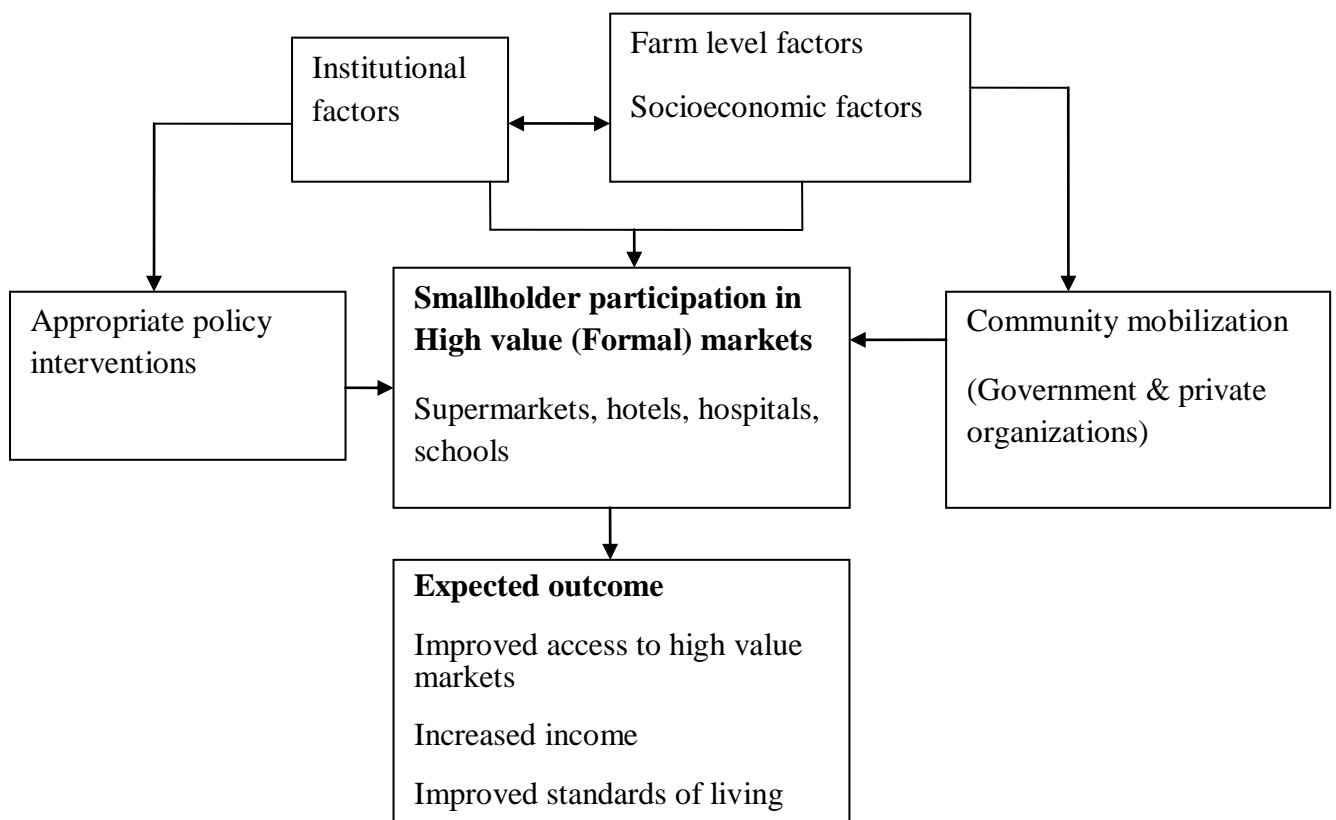 Institutional
factors
Farm level factors
Socioeconomic factors
Appropriate policy
interventions
Smallholder participation in
High value (Formal) markets
Supermarkets, hotels, hospitals,
schools
Community mobilization
(Government & private
organizations)
Expected outcome
Improved access to high value
markets
Increased income
Improved standards of living